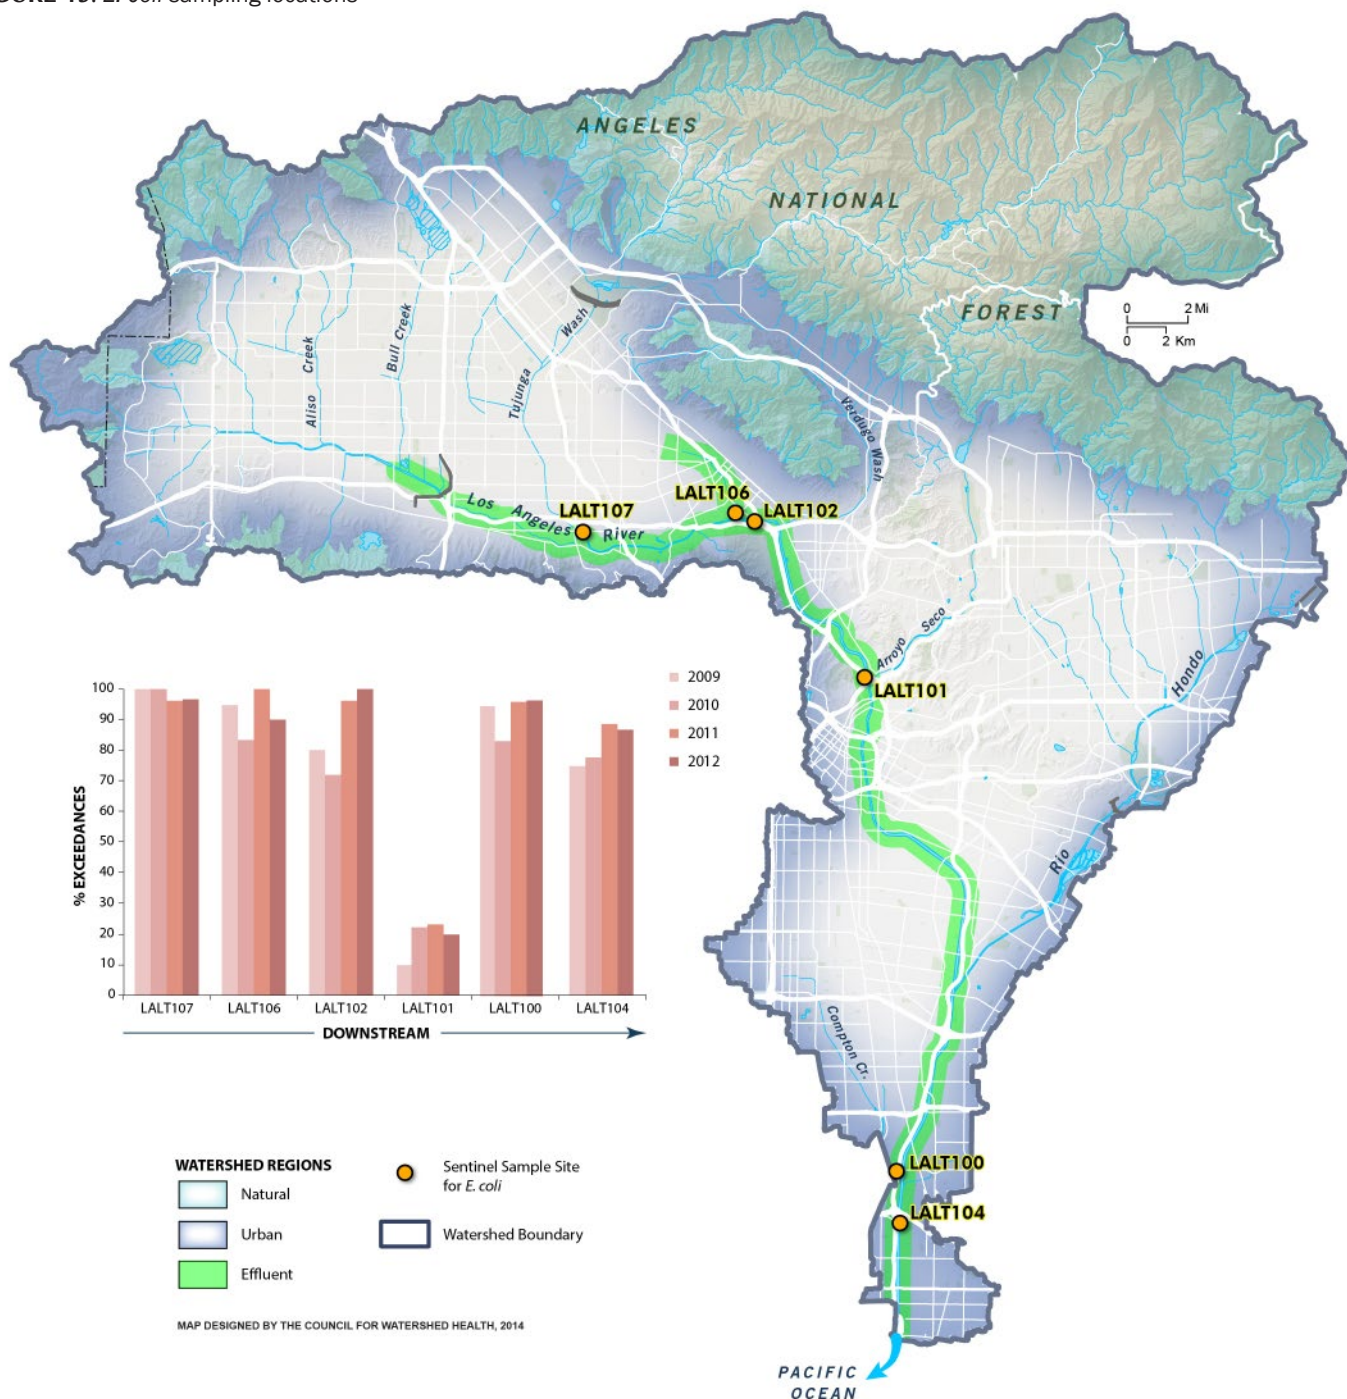 E. coli sampling locations
ANGELES
NATIONAL
FOREST
0 2 Mi
0 2 Km
Aliso Creek
Bull Creek
Tujunga Wash
Verdugo Wash
LALT106
LALT102
LALT107
Los Angeles River
Arroyo Seco
LALT101
Rio Hondo
Compton Cr.
LALT100
LALT104
PACIFIC
OCEAN
% EXCEEDANCES
100
90
80
70
60
50
40
30
20
10
0
LALT107 LALT106 LALT102 LALT101 LALT100 LALT104
DOWNSTREAM
2009
2010
2011
2012
WATERSHED REGIONS
Natural
Urban
Effluent
Sentinel Sample Site
for E. coli
Watershed Boundary
MAP DESIGNED BY THE COUNCIL FOR WATERSHED HEALTH, 2014